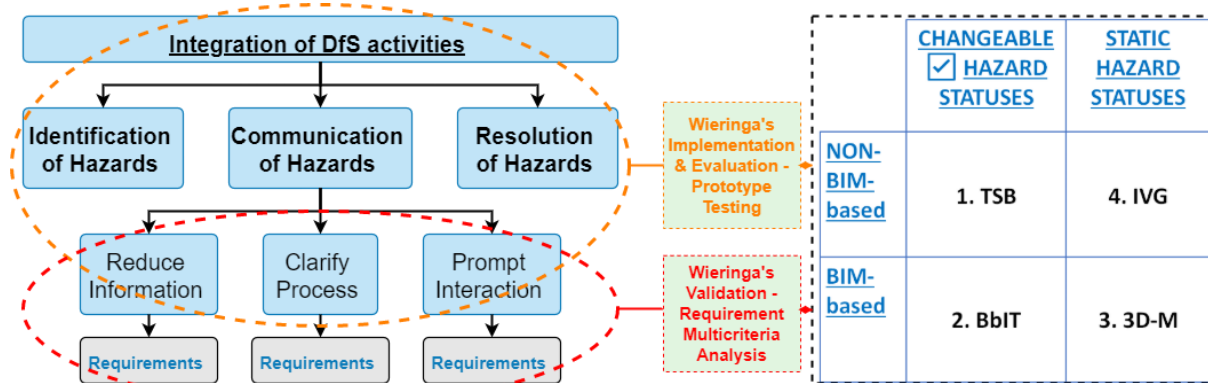 Integration of DfS activities
Identification
of Hazards
Communication
of Hazards
Resolution
of Hazards
Reduce
Information
Clarify
Process
Prompt
Interaction
Requirements
Requirements
Requirements
Wieringa's
Implementation
& Evaluation -
Prototype
Testing
Wieringa's
Validation -
Requirement
Multicriteria
Analysis
CHANGEABLE
HAZARD
STATUSES
STATIC
HAZARD
STATUSES
NON-
BIM-
based
1. TSB
4. IVG
BIM-
based
2. BbIT
3. 3D-M